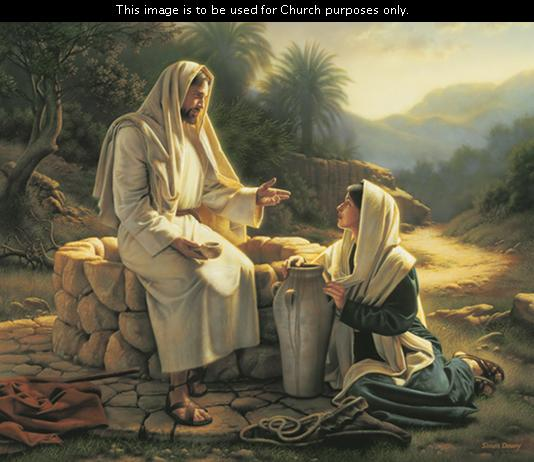 This image is to be used for Church purposes only.
Simon Dewey